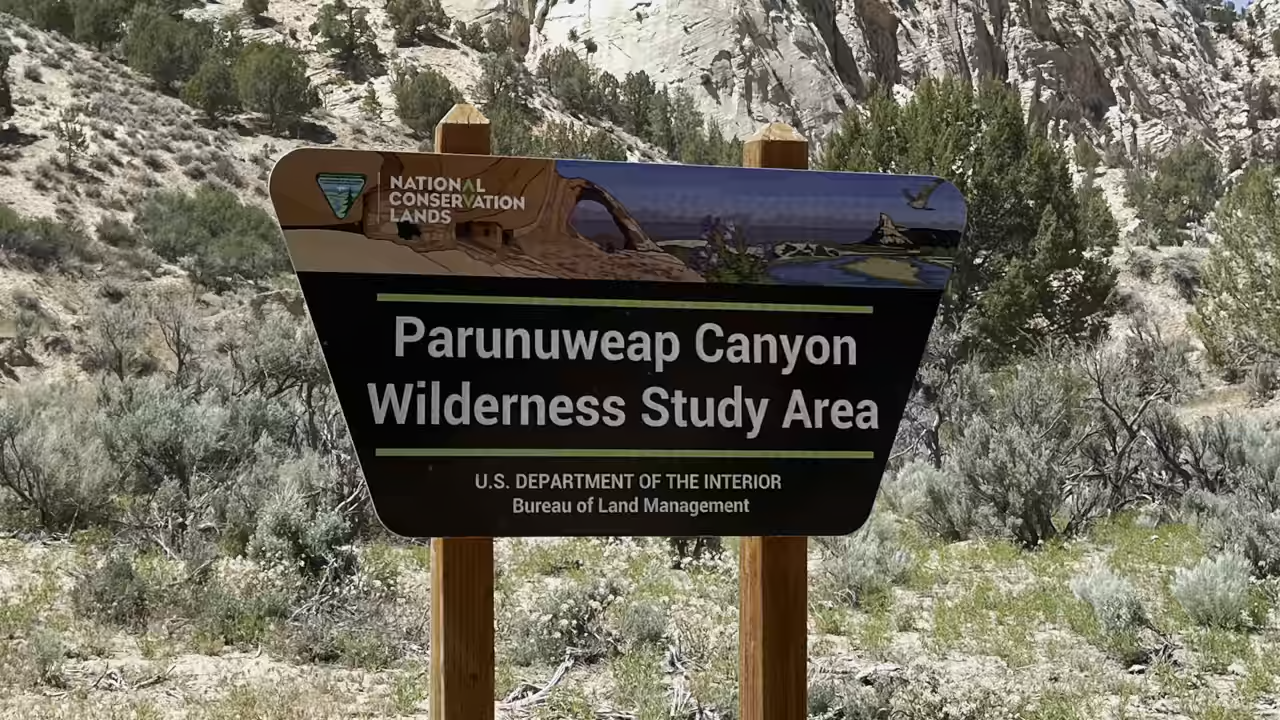 NATIONAL
CONSERVATION
LANDS
Parunuweap Canyon
Wilderness Study Area
U.S. DEPARTMENT OF THE INTERIOR
Bureau of Land Management